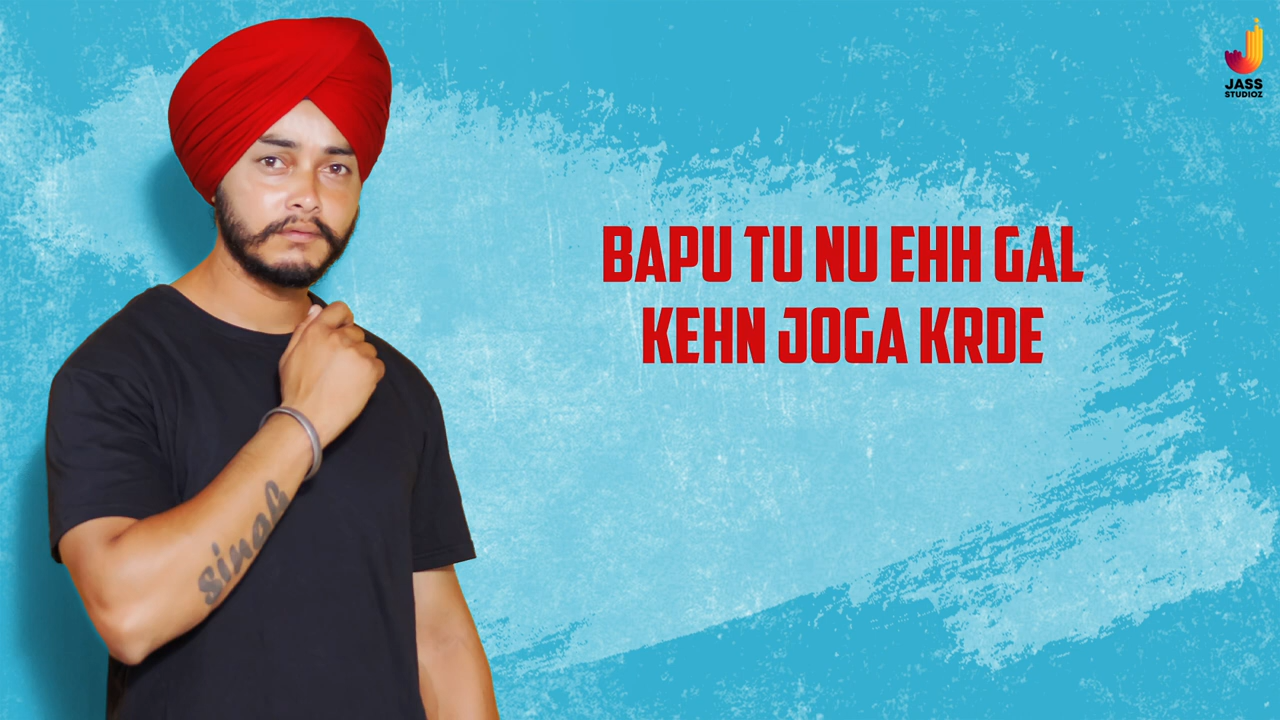 JASS
STUDIOZ
BAPU TU NU EHH GAL
KEHN JOGA KRDE
singh